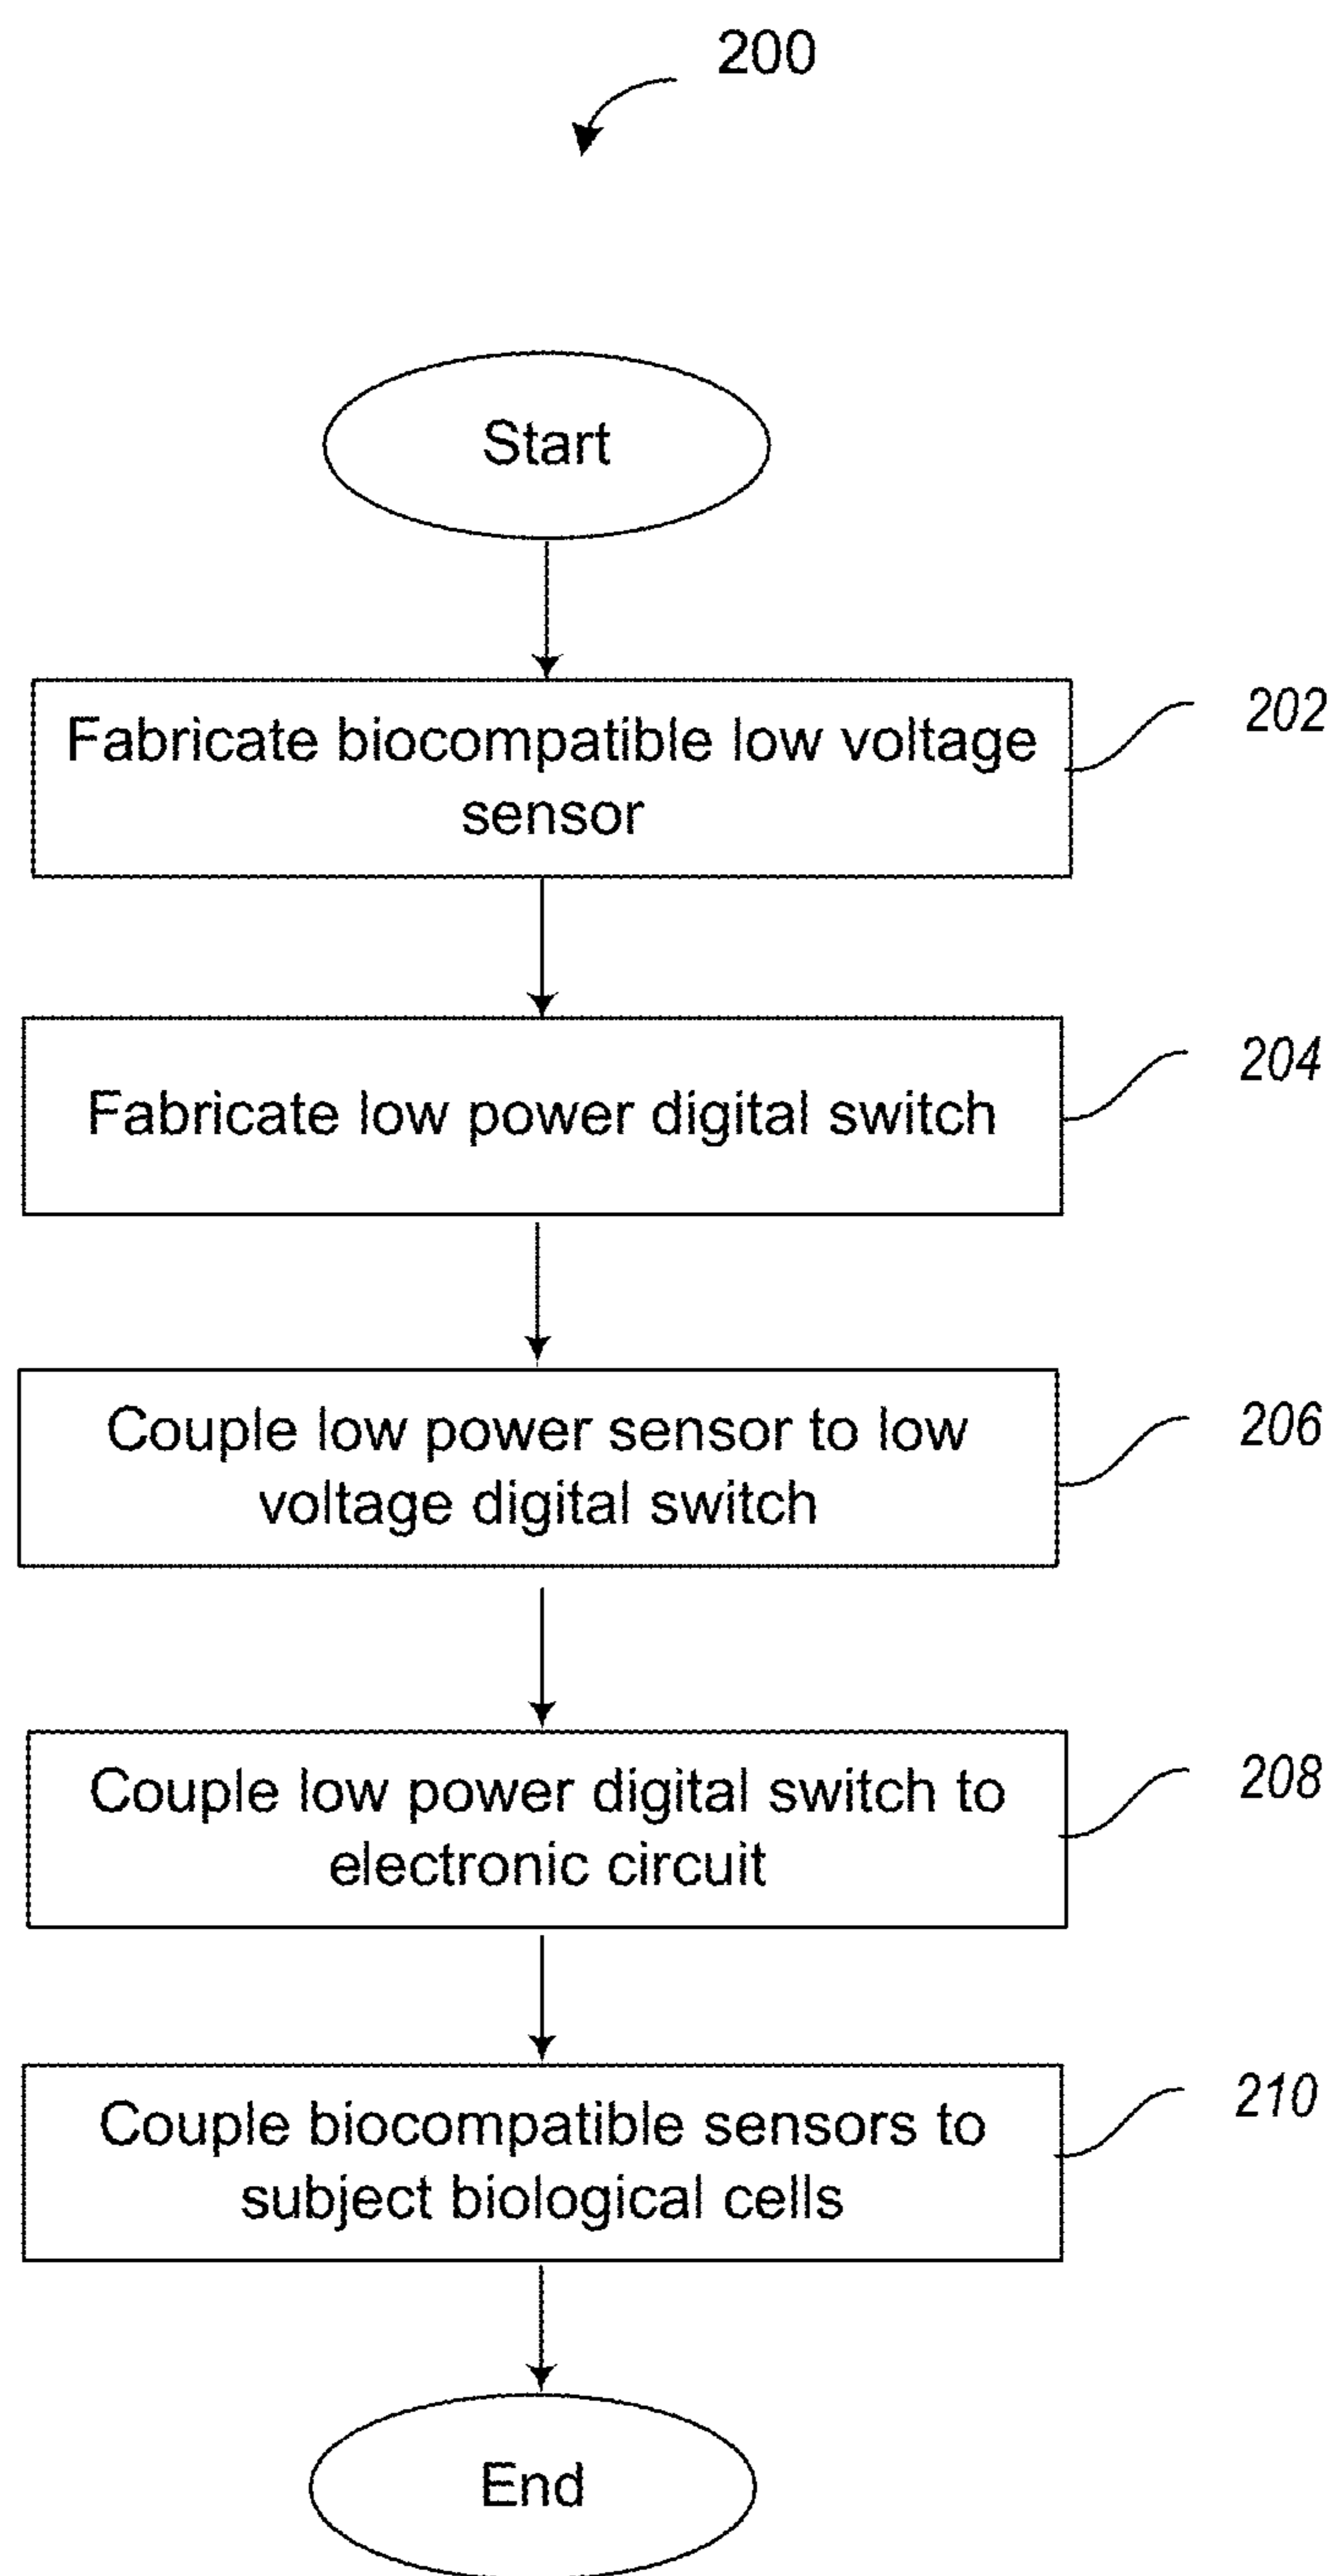 200
Start
Fabricate biocompatible low voltage
sensor
202
Fabricate low power digital switch
204
Couple low power sensor to low
voltage digital switch
206
Couple low power digital switch to
electronic circuit
208
Couple biocompatible sensors to
subject biological cells
210
End